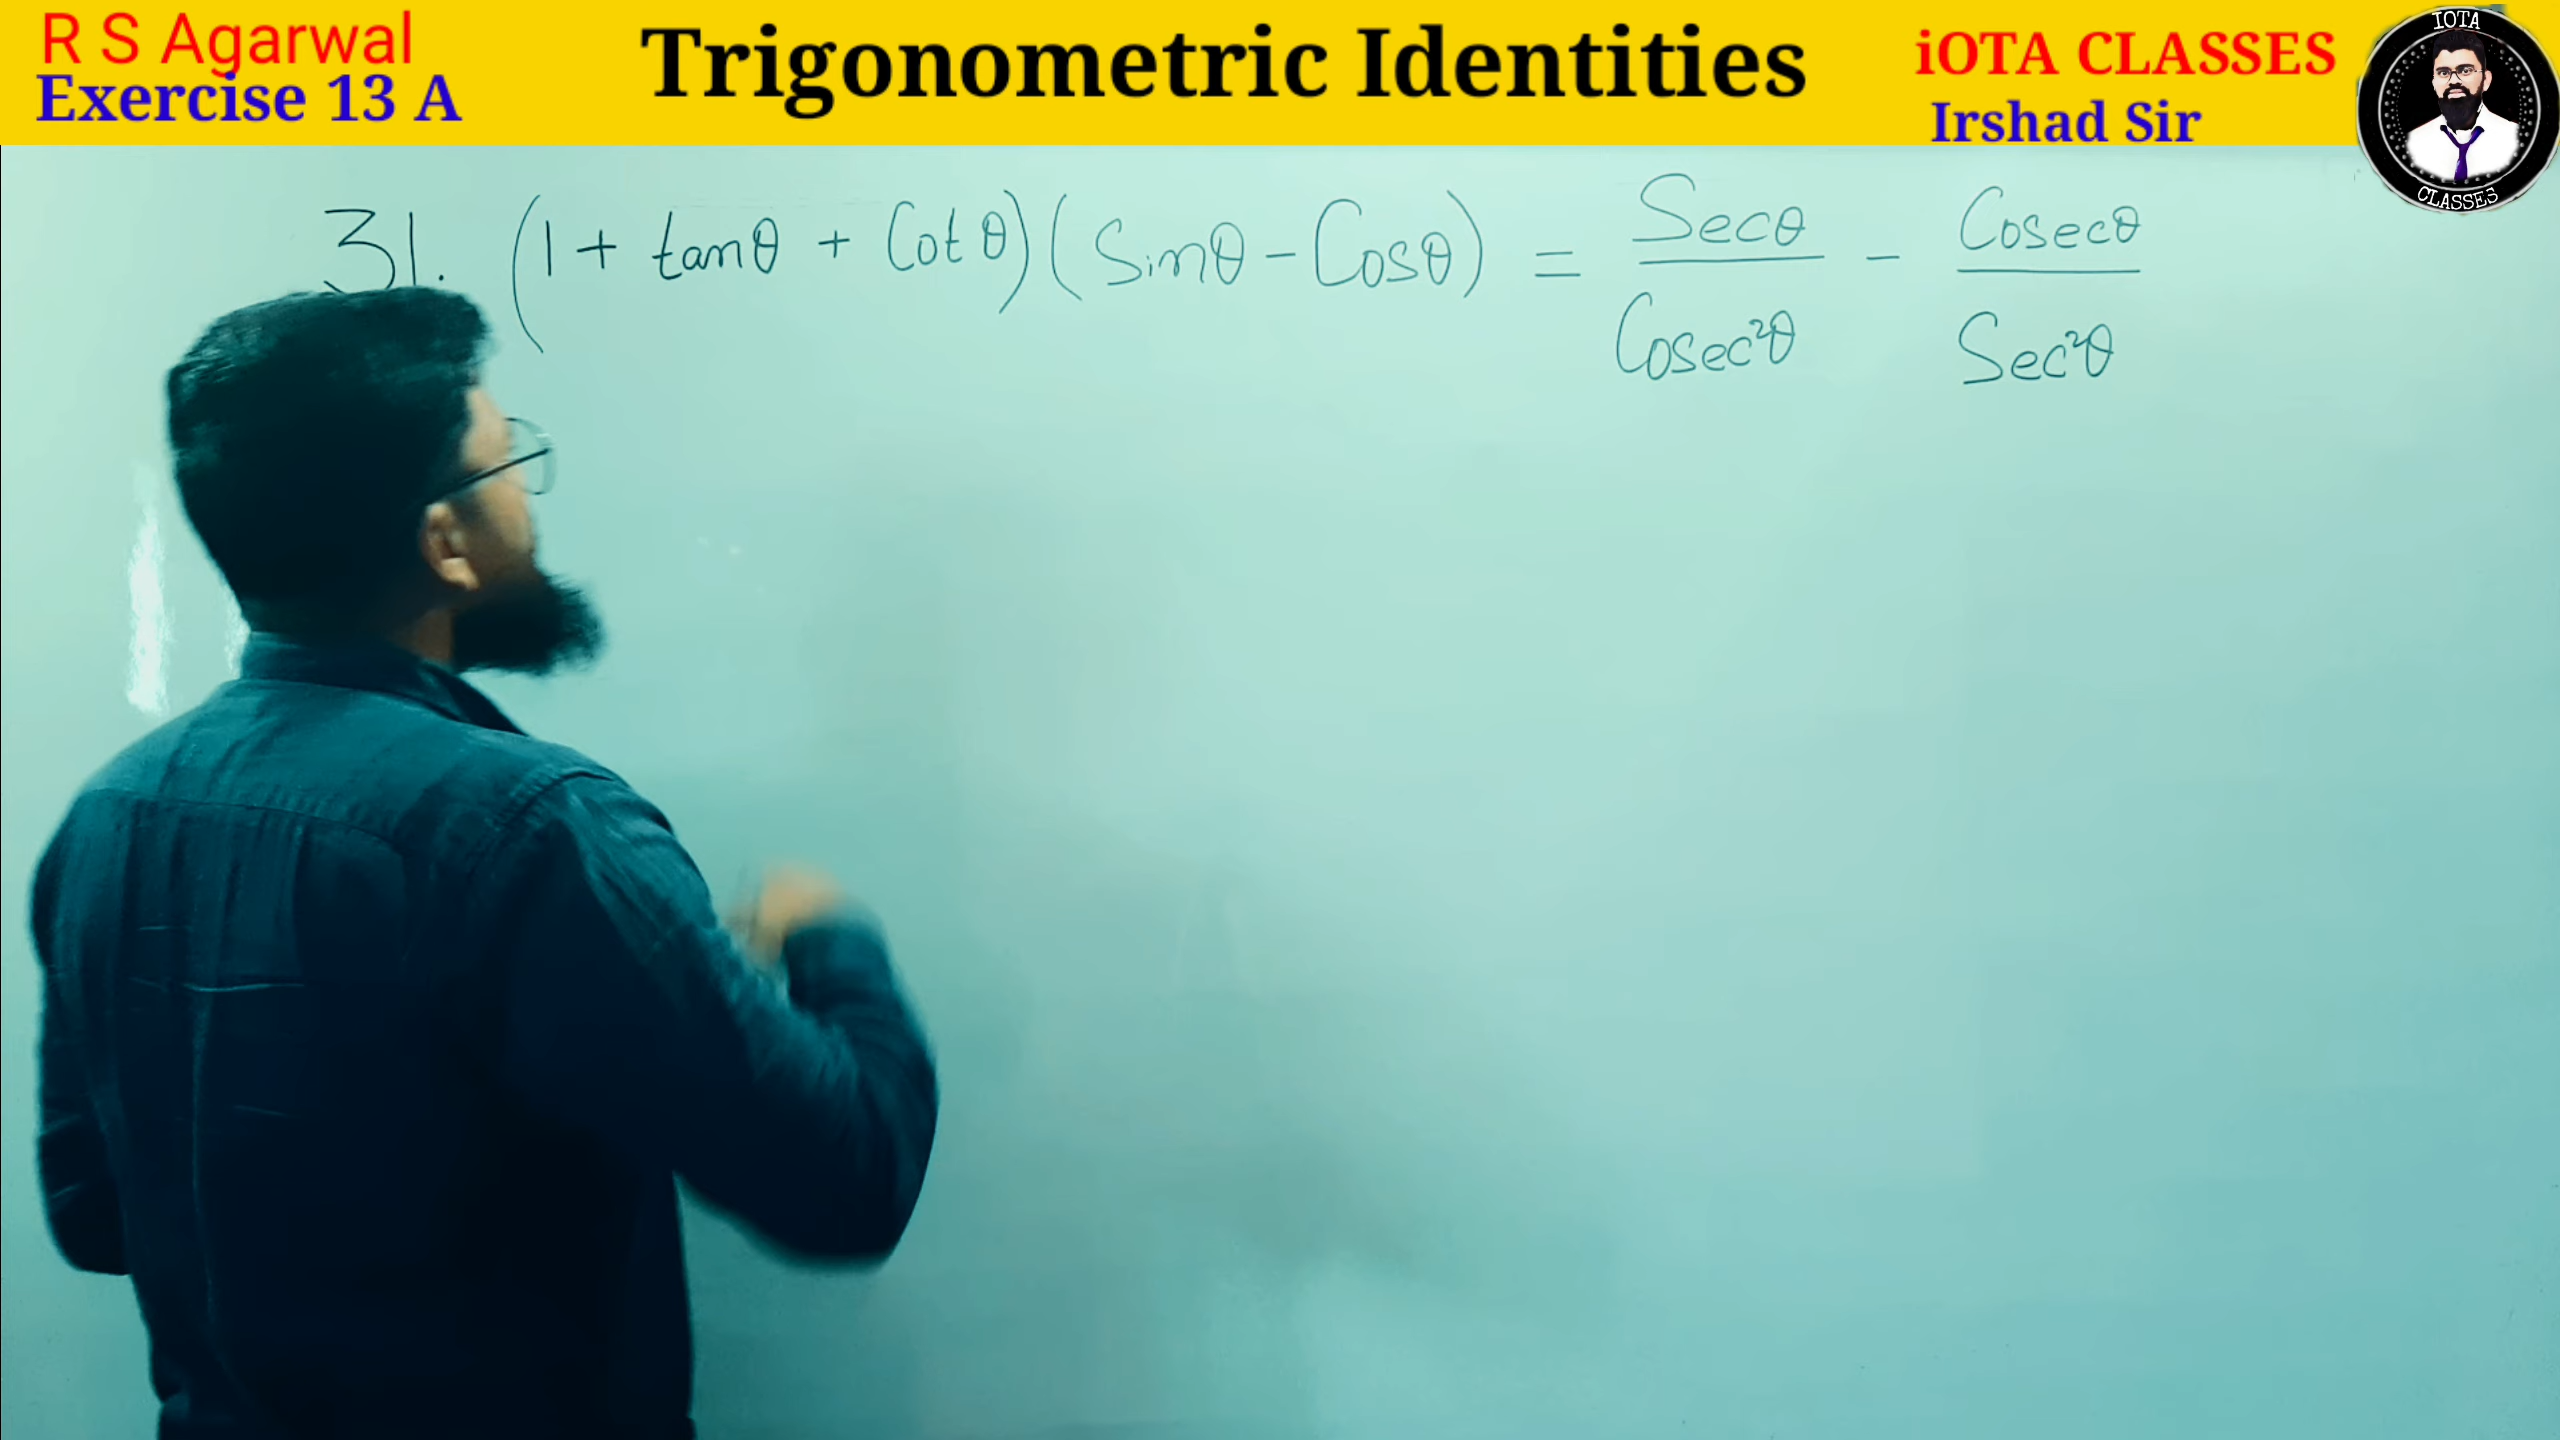 R S Agarwal
Exercise 13 A
Trigonometric Identities
iOTA CLASSES
Irshad Sir
IOTA
CLASSES
31. (1 + tanθ + Cotθ)(Sinθ - Cosθ) = Secθ/Cosec²θ - Cosecθ/Sec²θ